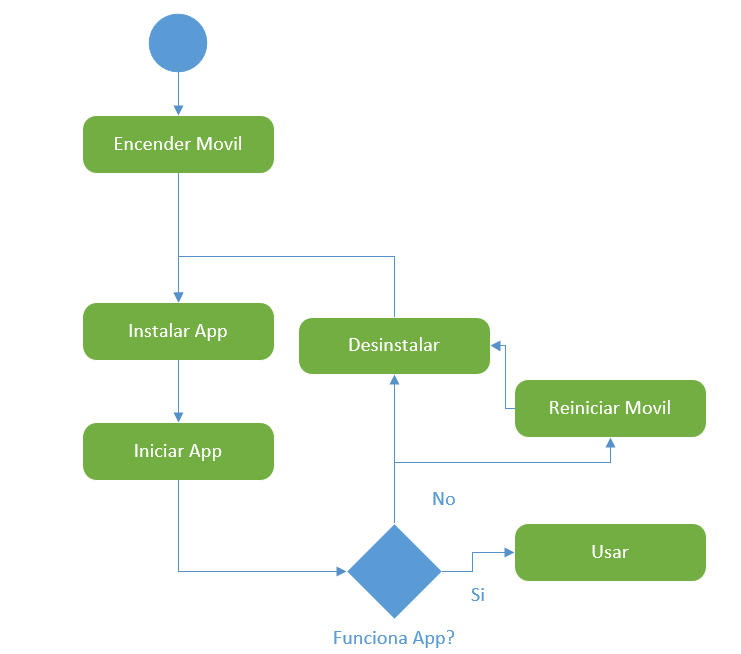 Encender Movil
Instalar App
Desinstalar
Reiniciar Movil
Iniciar App
No
Usar
Si
Funciona App?